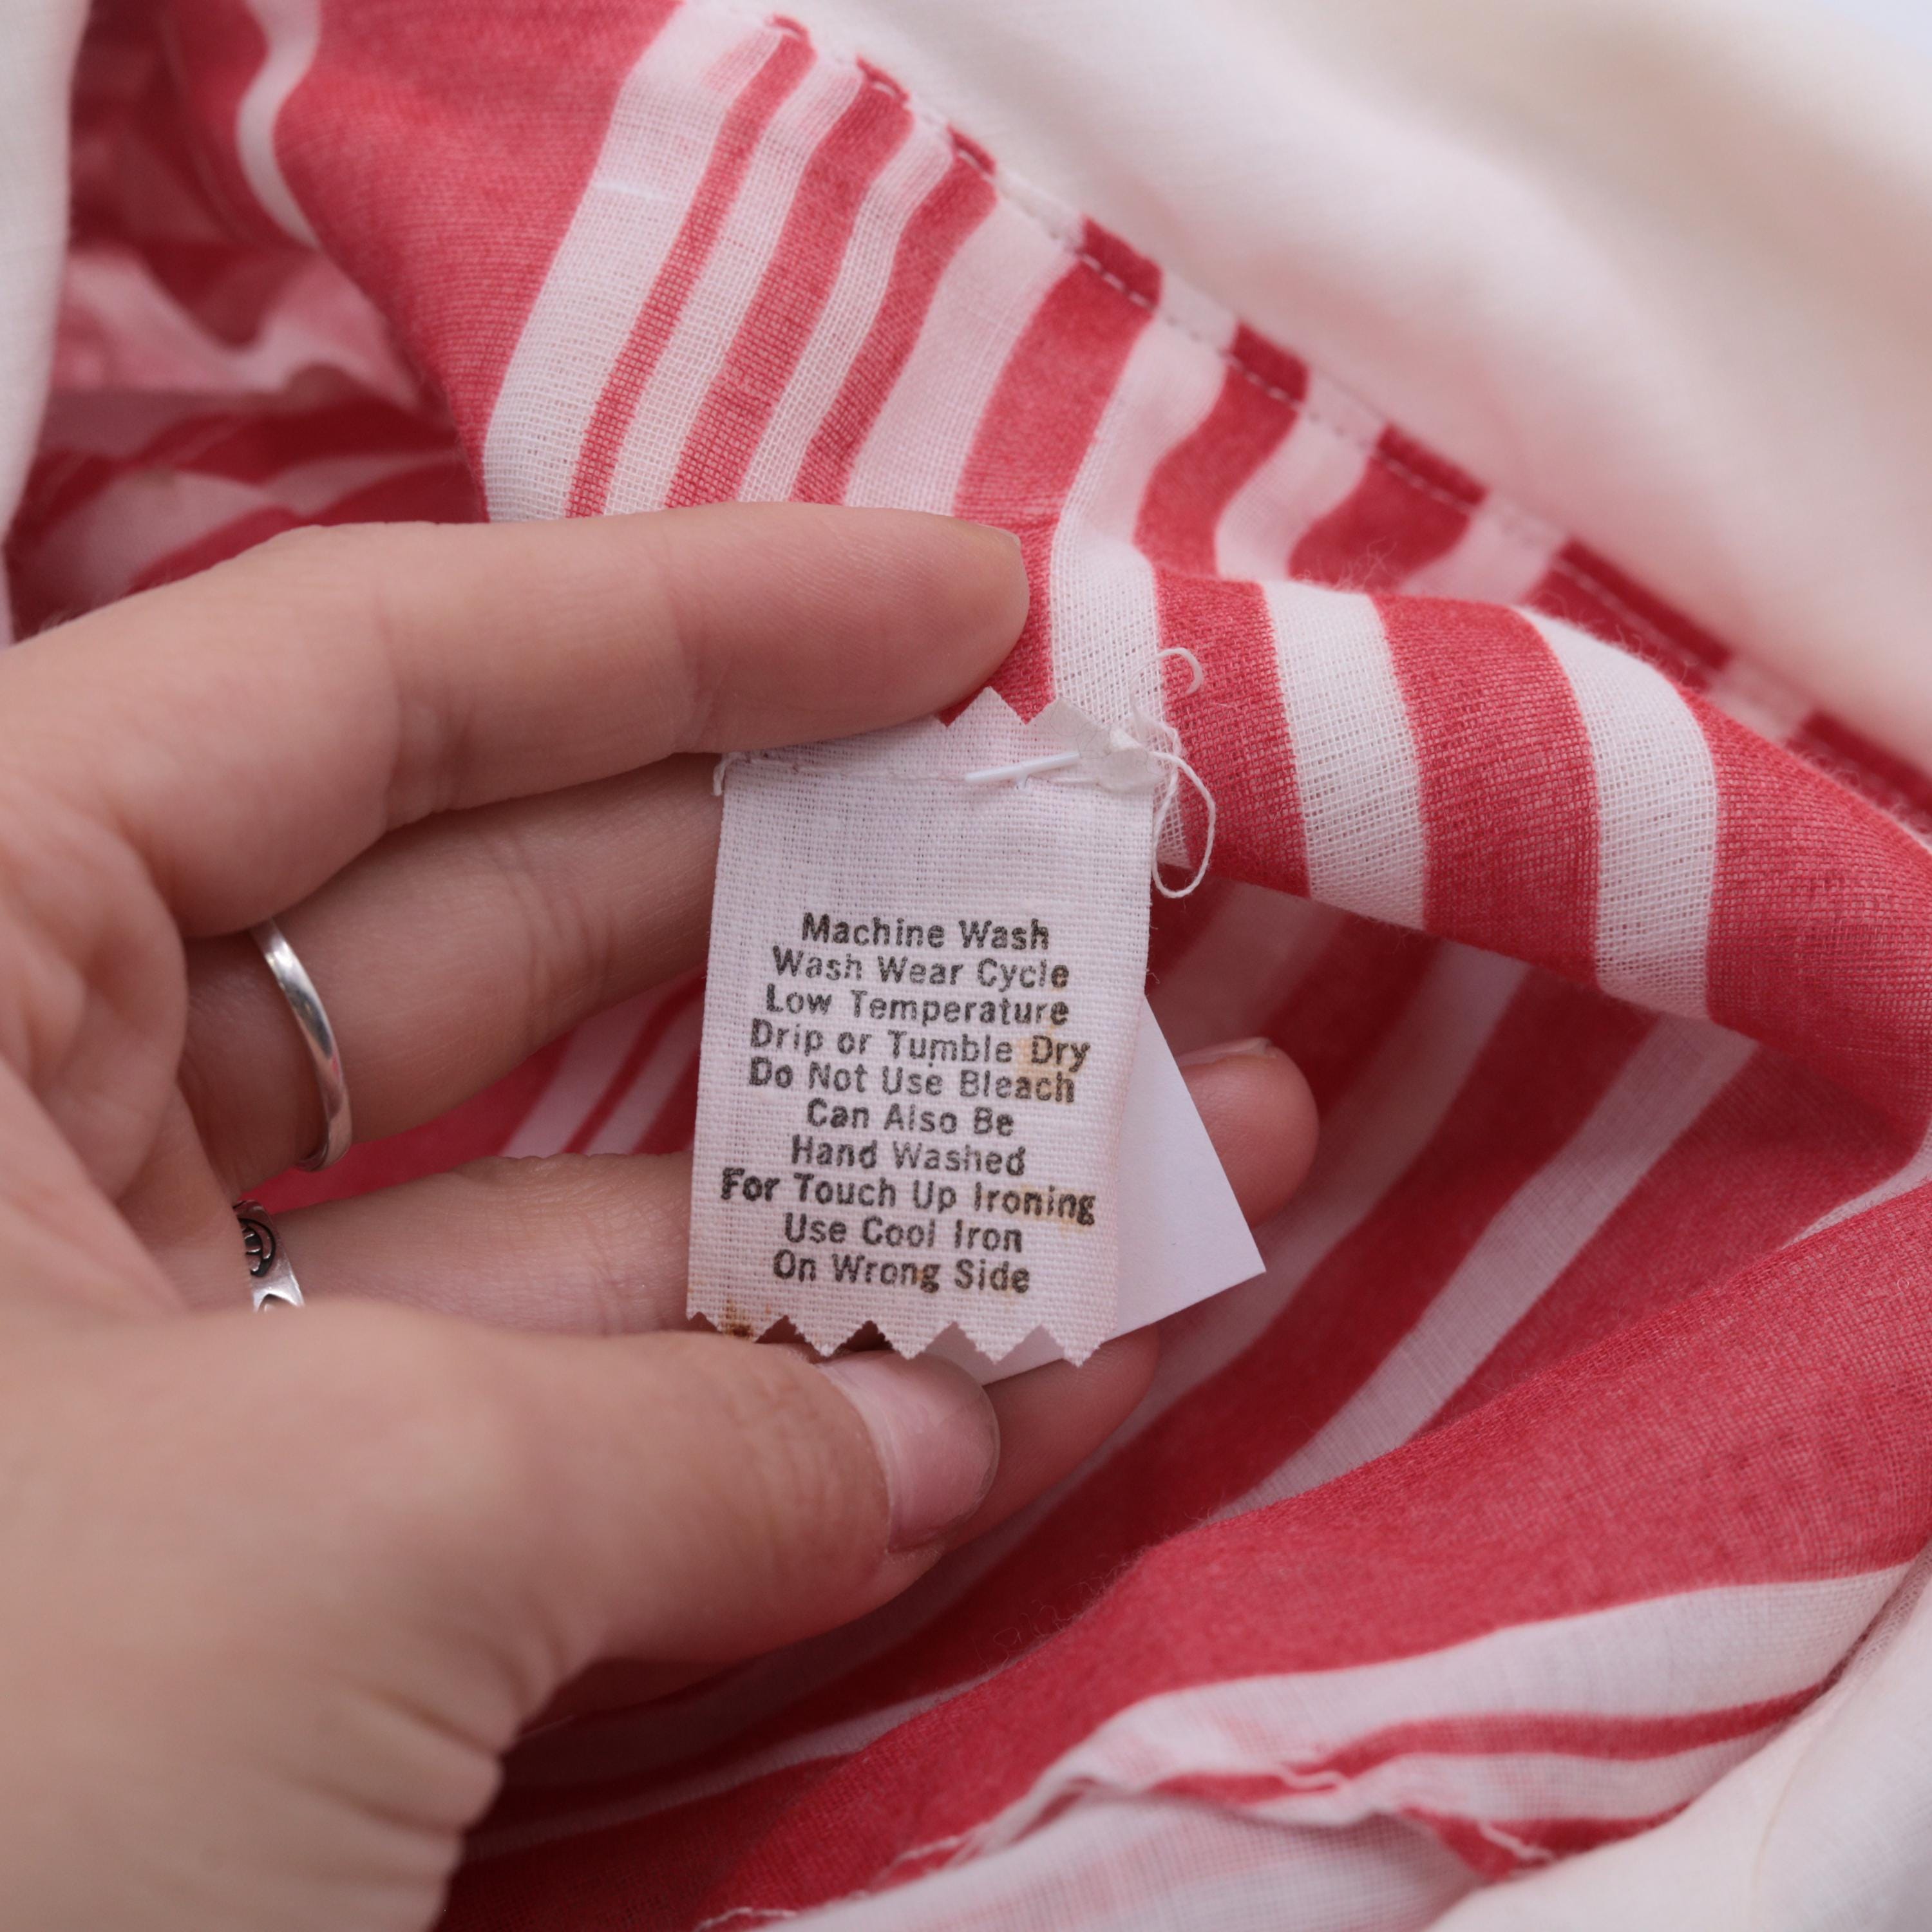 Machine Wash
Wash Wear Cycle
Low Temperature
Drip or Tumble Dry
Do Not Use Bleach
Can Also Be
Hand Washed
For Touch Up Ironing
Use Cool Iron
On Wrong Side